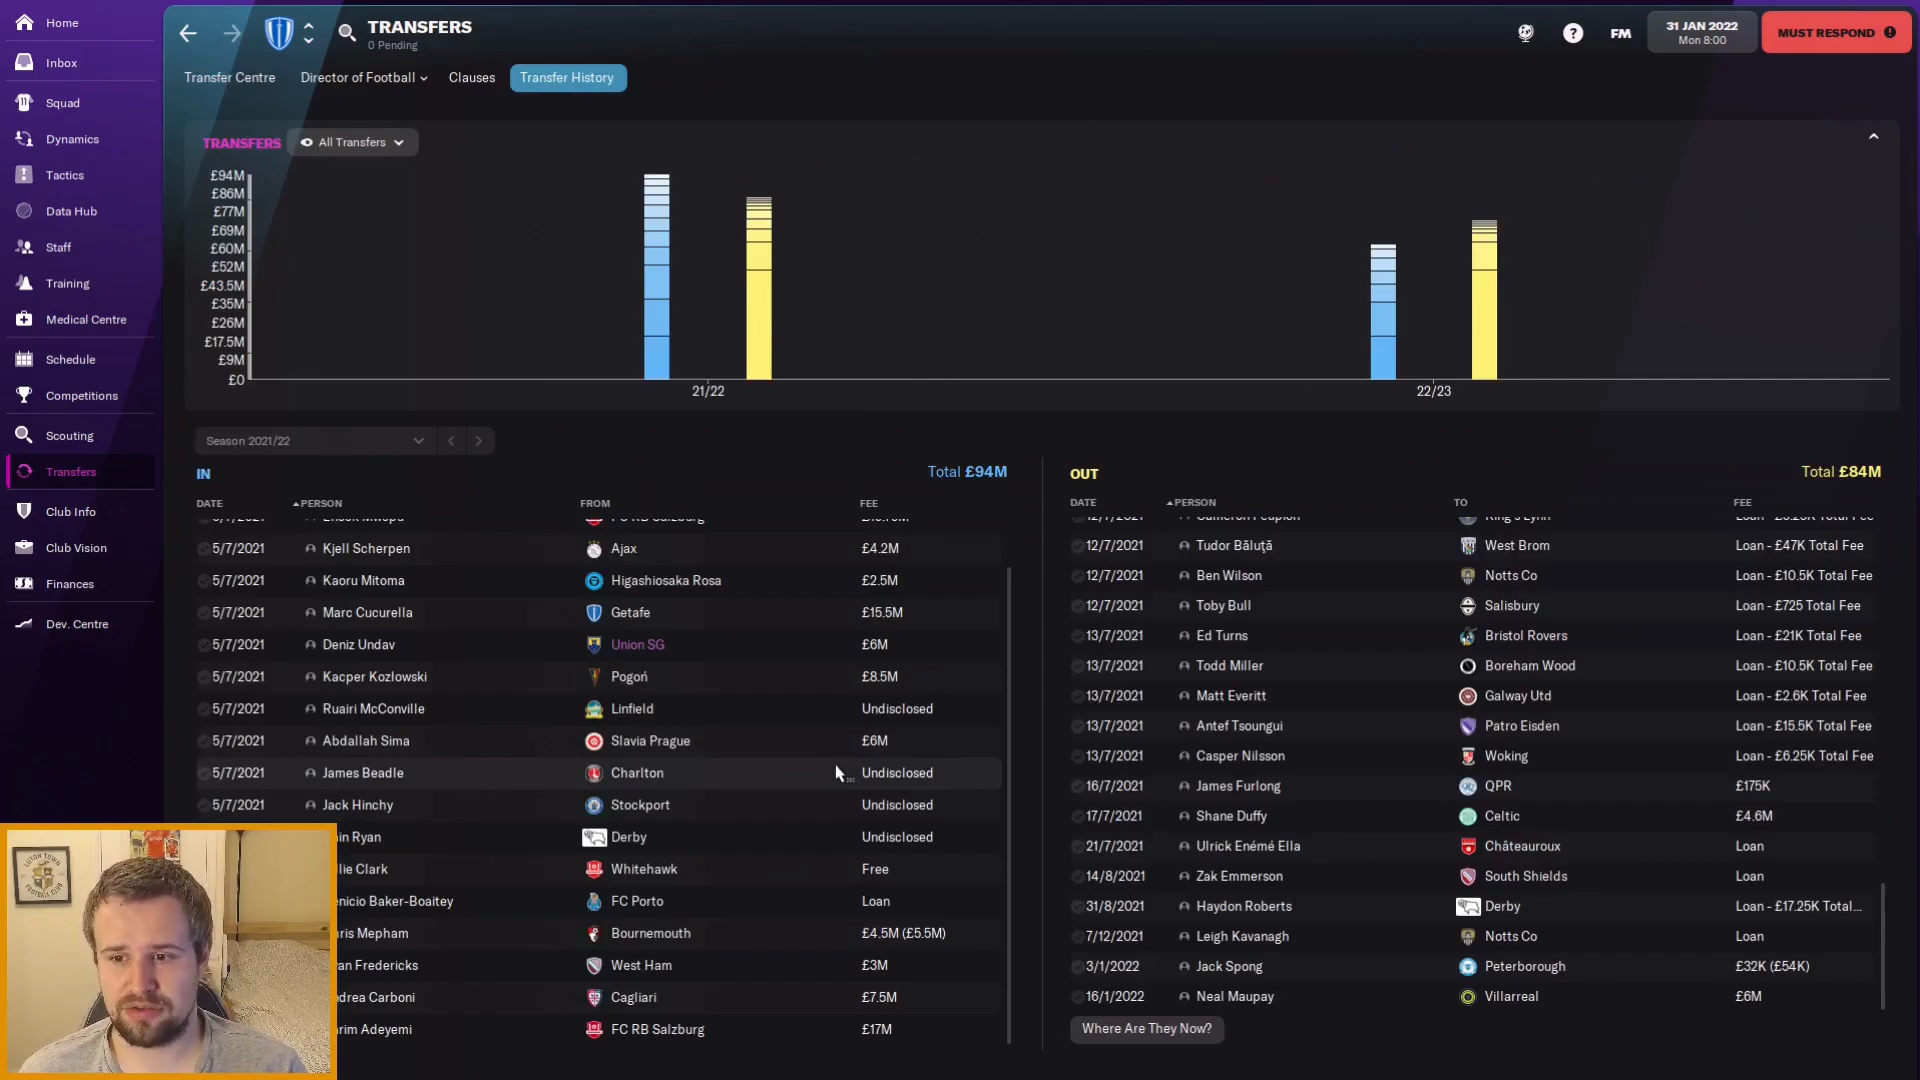 Home
Inbox
Squad
Dynamics
Tactics
Data Hub
Staff
Training
Medical Centre
Schedule
Competitions
Scouting
Transfers
Club Info
Club Vision
Finances
Dev. Centre
TRANSFERS
0 Pending
FM
31 JAN 2022
Mon 8:00
MUST RESPOND
Transfer Centre Director of Football Clauses Transfer History
TRANSFERS All Transfers
£94M
£86M
£77M
£69M
£60M
£52M
£43.5M
£35M
£26M
£17.5M
£9M
£0
21/22 22/23
Season 2021/22
IN Total £94M
DATE PERSON FROM FEE
FC RB Salzburg
5/7/2021 Kjell Scherpen Ajax £4.2M
5/7/2021 Kaoru Mitoma Higashiosaka Rosa £2.5M
5/7/2021 Marc Cucurella Getafe £15.5M
5/7/2021 Deniz Undav Union SG £6M
5/7/2021 Kacper Kozlowski Pogoń £8.5M
5/7/2021 Ruairi McConville Linfield Undisclosed
5/7/2021 Abdallah Sima Slavia Prague £6M
5/7/2021 James Beadle Charlton Undisclosed
5/7/2021 Jack Hinchy Stockport Undisclosed
Ryan Derby Undisclosed
Clark Whitehawk Free
Baker-Boaitey FC Porto Loan
Mepham Bournemouth £4.5M (£5.5M)
Fredericks West Ham £3M
Carboni Cagliari £7.5M
Adeyemi FC RB Salzburg £17M
OUT Total £84M
DATE PERSON TO FEE
12/7/2021 King's Lynn
12/7/2021 Tudor Băluţă West Brom Loan - £47K Total Fee
12/7/2021 Ben Wilson Notts Co Loan - £10.5K Total Fee
12/7/2021 Toby Bull Salisbury Loan - £725 Total Fee
13/7/2021 Ed Turns Bristol Rovers Loan - £21K Total Fee
13/7/2021 Todd Miller Boreham Wood Loan - £10.5K Total Fee
13/7/2021 Matt Everitt Galway Utd Loan - £2.6K Total Fee
13/7/2021 Antef Tsoungui Patro Eisden Loan - £15.5K Total Fee
13/7/2021 Casper Nilsson Woking Loan - £6.25K Total Fee
16/7/2021 James Furlong QPR £175K
17/7/2021 Shane Duffy Celtic £4.6M
21/7/2021 Ulrick Enémé Ella Châteauroux Loan
14/8/2021 Zak Emmerson South Shields Loan
31/8/2021 Haydon Roberts Derby Loan - £17.25K Total...
7/12/2021 Leigh Kavanagh Notts Co Loan
3/1/2022 Jack Spong Peterborough £32K (£54K)
16/1/2022 Neal Maupay Villarreal £6M
Where Are They Now?
LUTON TOWN